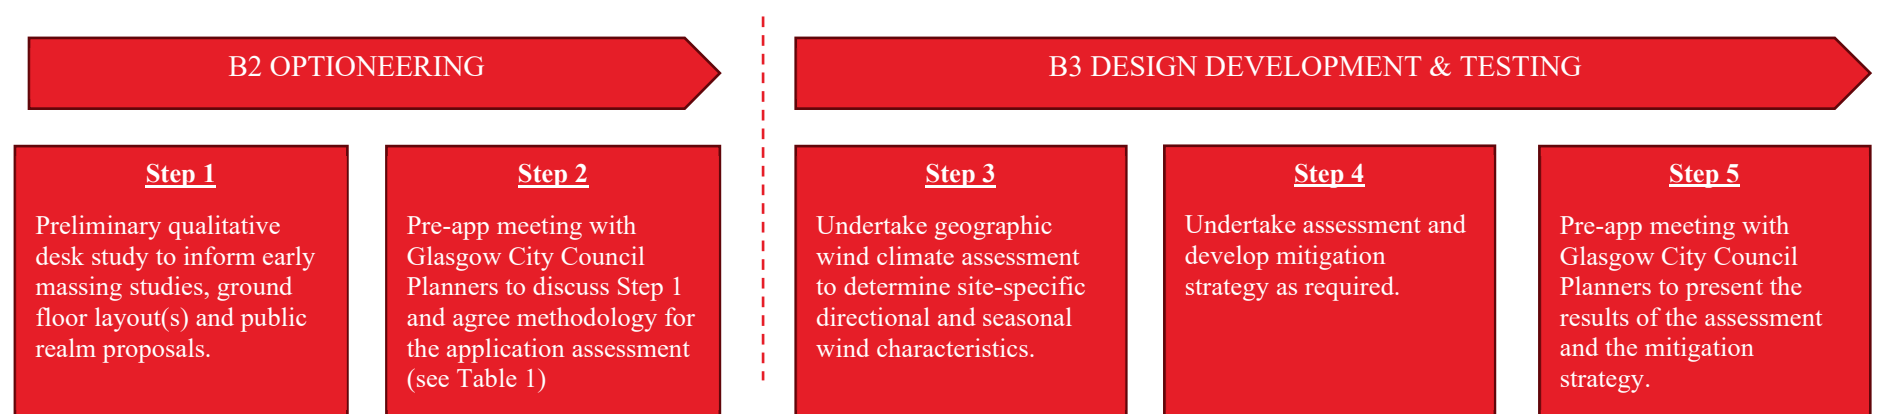 B2 OPTIONEERING
B3 DESIGN DEVELOPMENT & TESTING
Step 1
Preliminary qualitative
desk study to inform early
massing studies, ground
floor layout(s) and public
realm proposals.
Step 2
Pre-app meeting with
Glasgow City Council
Planners to discuss Step 1
and agree methodology for
the application assessment
(see Table 1)
Step 3
Undertake geographic
wind climate assessment
to determine site-specific
directional and seasonal
wind characteristics.
Step 4
Undertake assessment and
develop mitigation
strategy as required.
Step 5
Pre-app meeting with
Glasgow City Council
Planners to present the
results of the assessment
and the mitigation
strategy.